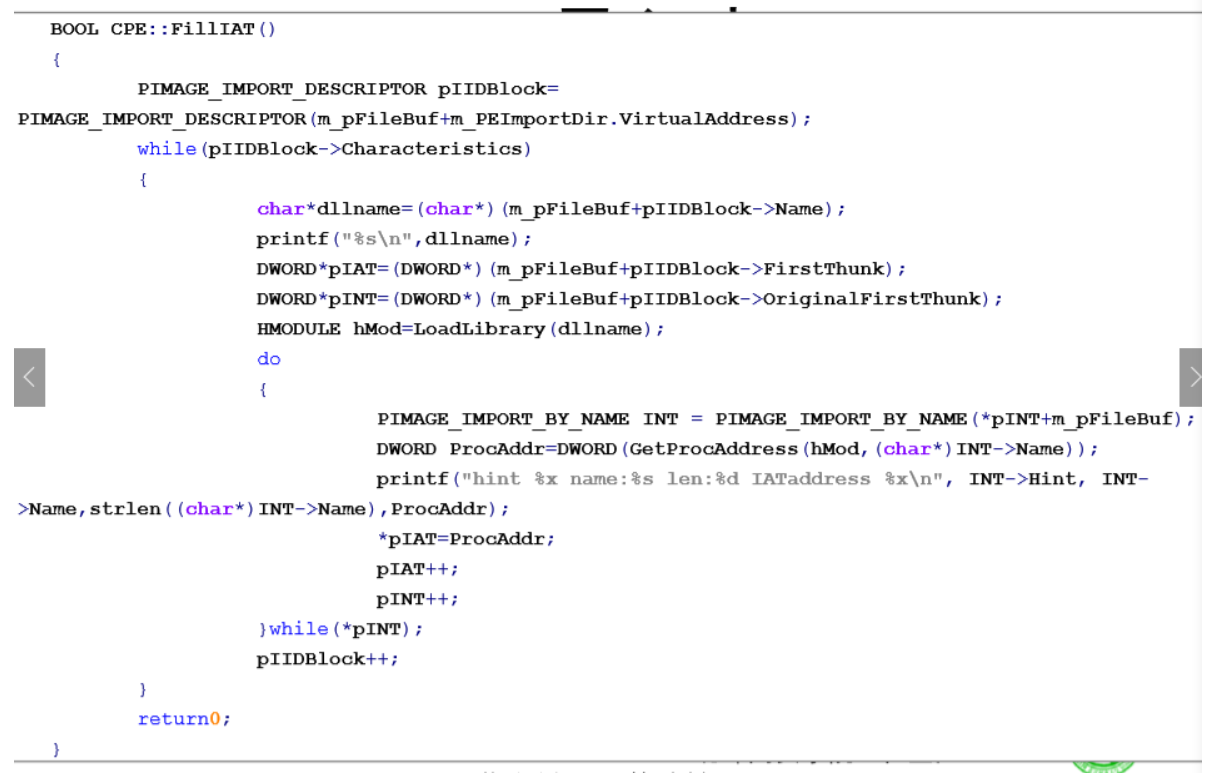 BOOL CPE::FillIAT()
{
PIMAGE_IMPORT_DESCRIPTOR pIIDBlock=
PIMAGE_IMPORT_DESCRIPTOR(m_pFileBuf+m_PEImportDir.VirtualAddress);
while(pIIDBlock->Characteristics)
{
char*dllname=(char*)(m_pFileBuf+pIIDBlock->Name);
printf("%s\n",dllname);
DWORD*pIAT=(DWORD*)(m_pFileBuf+pIIDBlock->FirstThunk);
DWORD*pINT=(DWORD*)(m_pFileBuf+pIIDBlock->OriginalFirstThunk);
HMODULE hMod=LoadLibrary(dllname);
do
{
PIMAGE_IMPORT_BY_NAME INT = PIMAGE_IMPORT_BY_NAME(*pINT+m_pFileBuf);
DWORD ProcAddr=DWORD(GetProcAddress(hMod,(char*)INT->Name));
printf("hint %x name:%s len:%d IATaddress %x\n", INT->Hint, INT-
>Name,strlen((char*)INT->Name),ProcAddr);
*pIAT=ProcAddr;
pIAT++;
pINT++;
}while(*pINT);
pIIDBlock++;
}
return0;
}